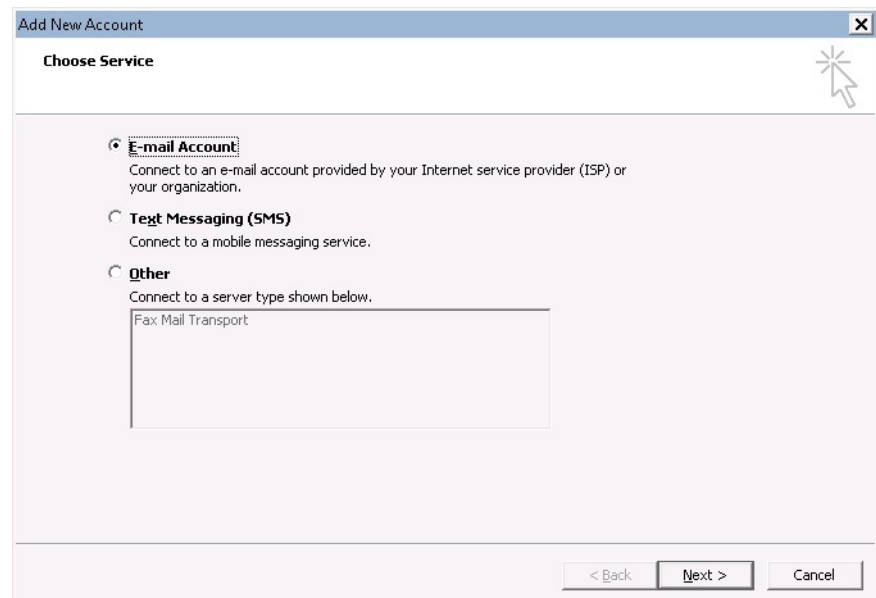 Add New Account
Choose Service
E-mail Account
Connect to an e-mail account provided by your Internet service provider (ISP) or
your organization.
Text Messaging (SMS)
Connect to a mobile messaging service.
Other
Connect to a server type shown below.
Fax Mail Transport
< Back Next > Cancel